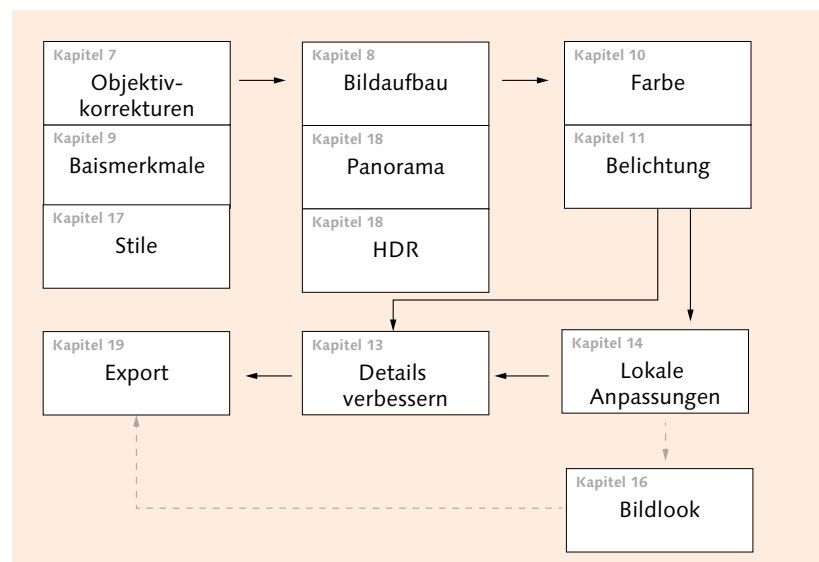 Kapitel 7
Objektiv-
korrekturen
Kapitel 9
Baismerkmale
Kapitel 17
Stile
Kapitel 8
Bildaufbau
Kapitel 18
Panorama
Kapitel 18
HDR
Kapitel 10
Farbe
Kapitel 11
Belichtung
Kapitel 19
Export
Kapitel 13
Details
verbessern
Kapitel 14
Lokale
Anpassungen
Kapitel 16
Bildlook